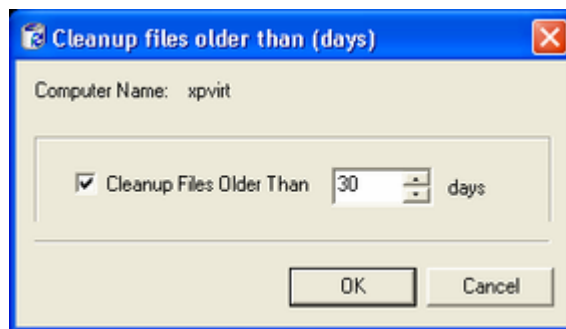 Cleanup files older than (days)
Computer Name: xpvirt
Cleanup Files Older Than 30 days
OK Cancel